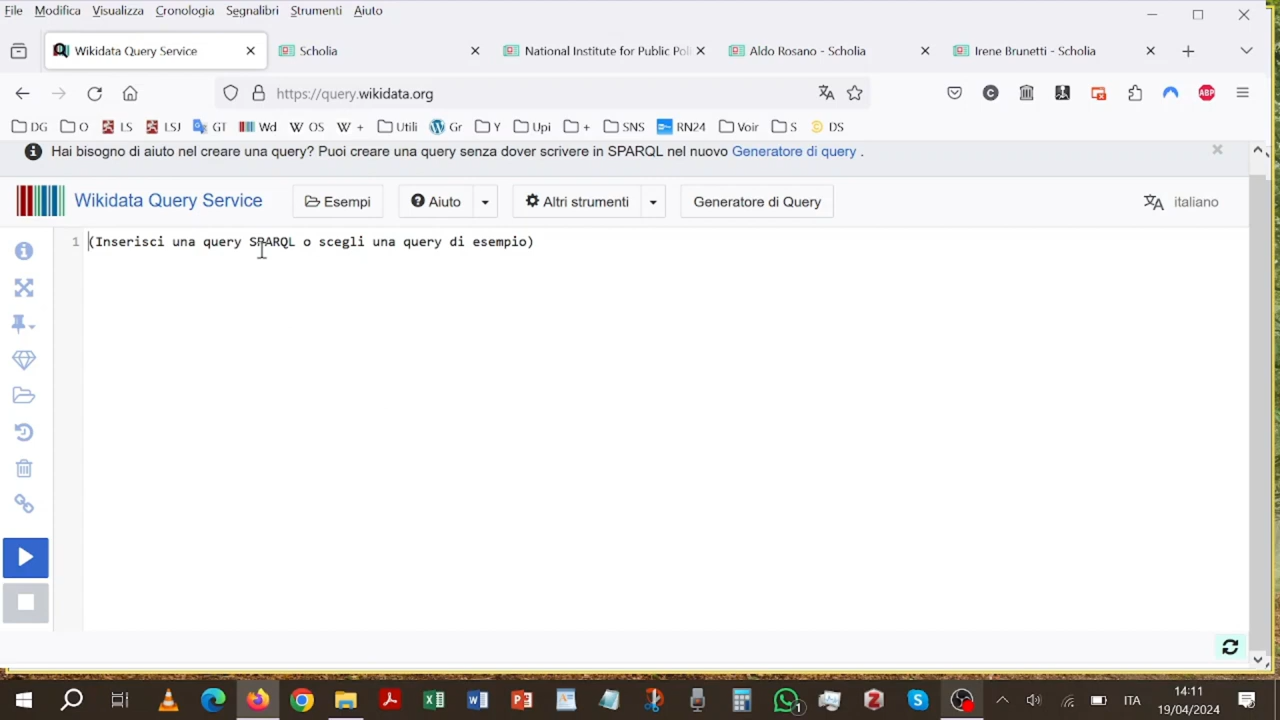 File Modifica Visualizza Cronologia Segnalibri Strumenti Aiuto
Wikidata Query Service Scholia National Institute for Public Poli Aldo Rosano - Scholia Irene Brunetti - Scholia
https://query.wikidata.org
DG O LS LSJ GT Wd OS + Utili Gr Y Upi + SNS RN24 Voir S DS
Hai bisogno di aiuto nel creare una query? Puoi creare una query senza dover scrivere in SPARQL nel nuovo Generatore di query .
Wikidata Query Service Esempi Aiuto Altri strumenti Generatore di Query italiano
1 (Inserisci una query SPARQL o scegli una query di esempio)
14:11
ITA
19/04/2024